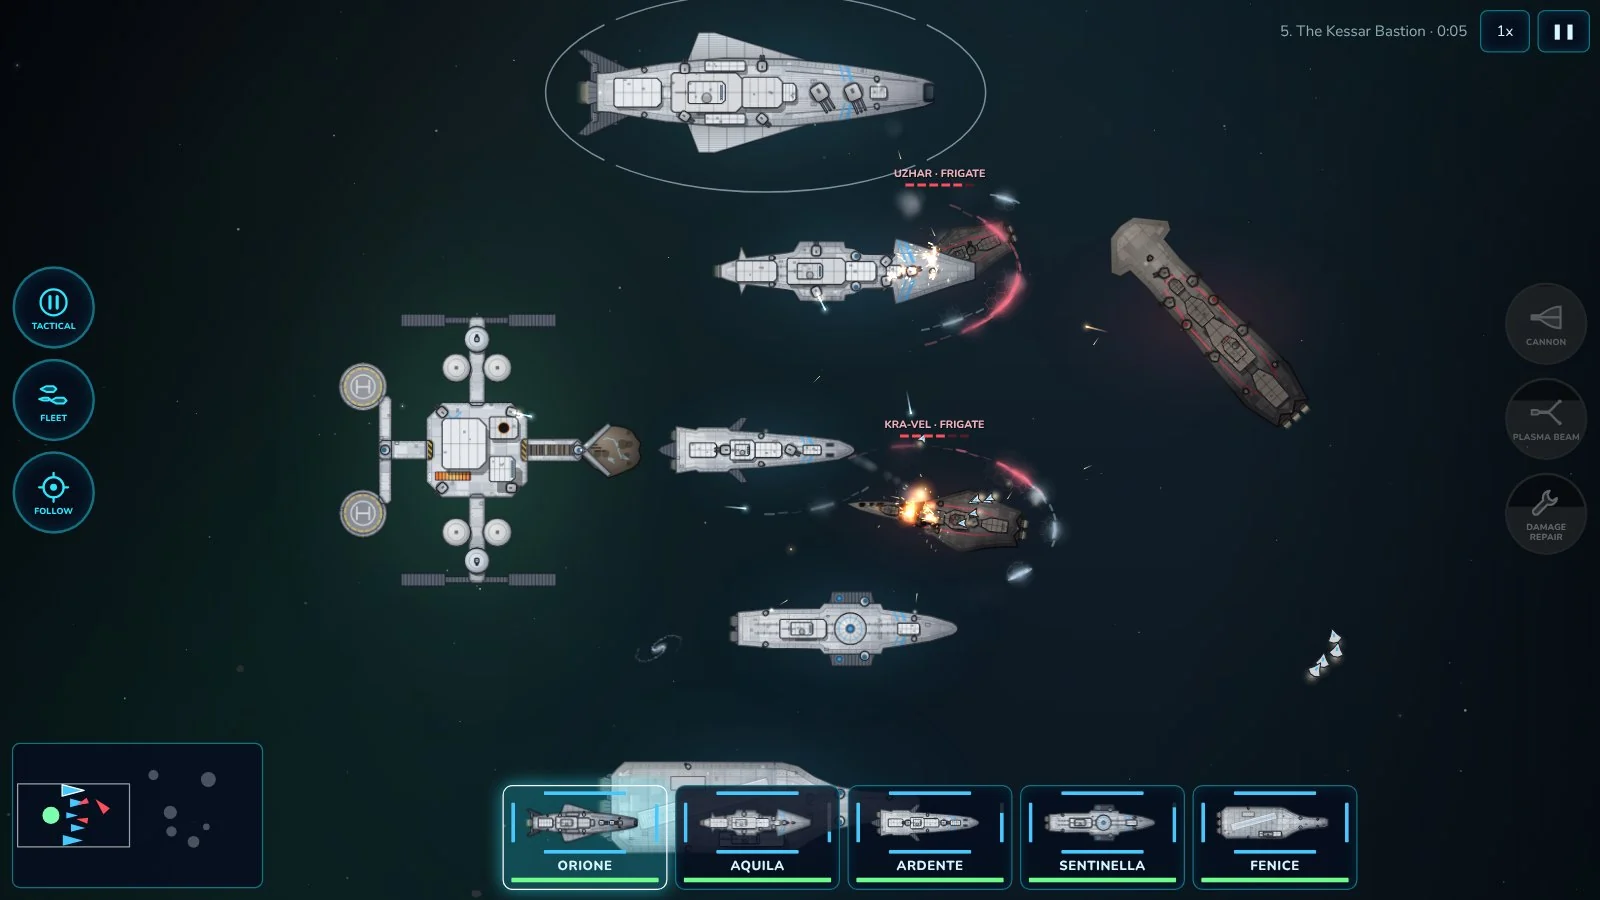 5. The Kessar Bastion · 0:05
1x
UZHAR · FRIGATE
TACTICAL
CANNON
FLEET
KRA-VEL · FRIGATE
PLASMA BEAM
FOLLOW
DAMAGE
REPAIR
ORIONE
AQUILA
ARDENTE
SENTINELLA
FENICE